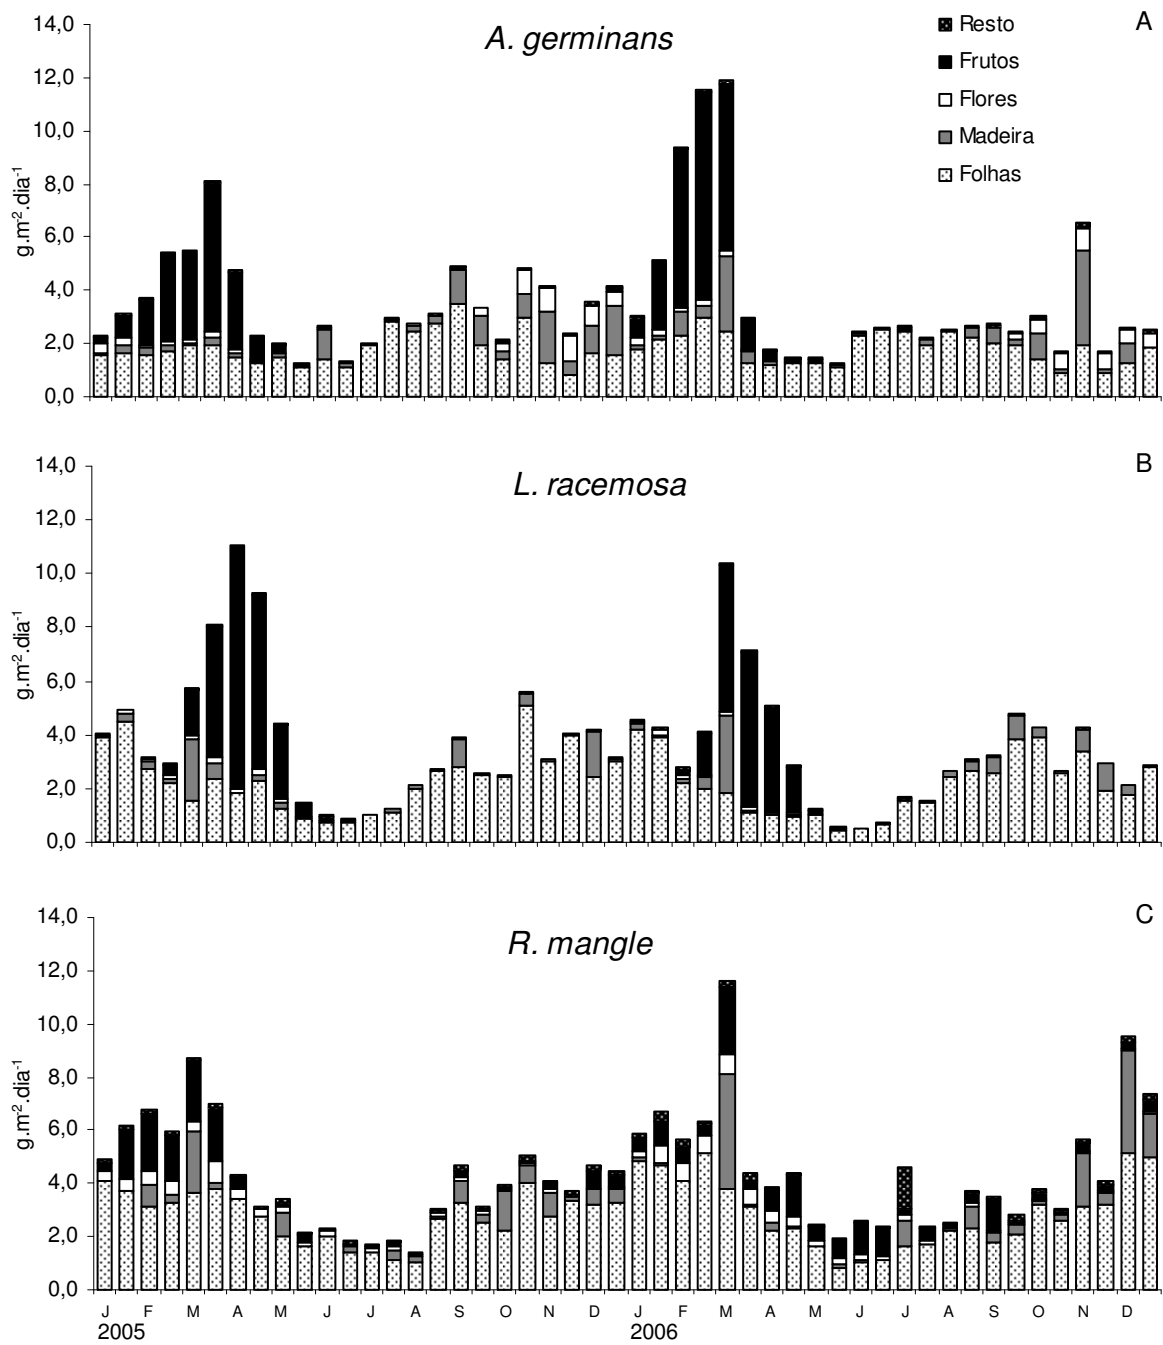 A
A. germinans
Resto
Frutos
Flores
Madeira
Folhas
g.m-2.dia-1
14,0
12,0
10,0
8,0
6,0
4,0
2,0
0,0
B
L. racemosa
g.m-2.dia-1
14,0
12,0
10,0
8,0
6,0
4,0
2,0
0,0
C
R. mangle
g.m-2.dia-1
14,0
12,0
10,0
8,0
6,0
4,0
2,0
0,0
J F M A M J J A S O N D J F M A M J J A S O N D
2005 2006